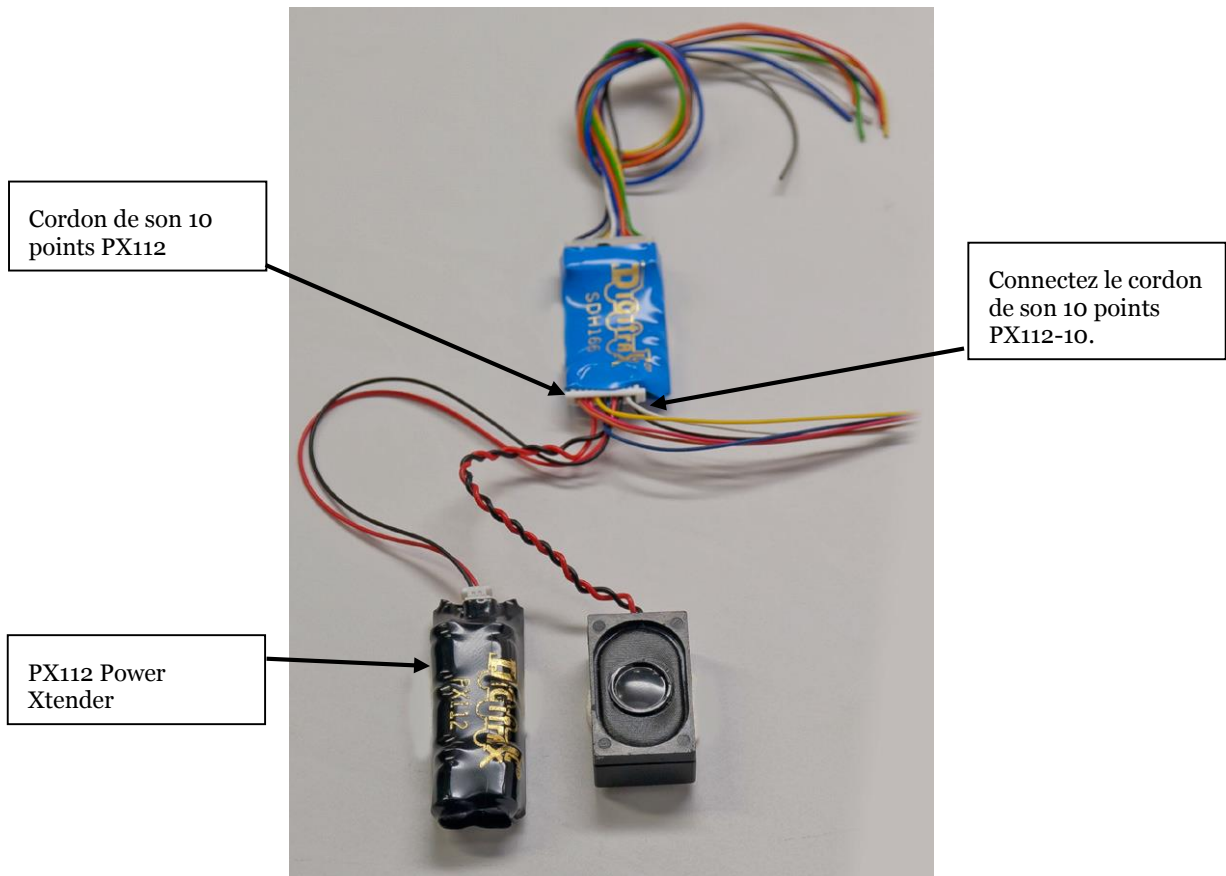 Cordon de son 10
points PX112
Connectez le cordon
de son 10 points
PX112-10.
PX112 Power
Xtender
Digitrax
SDH166
Digitrax
PX112